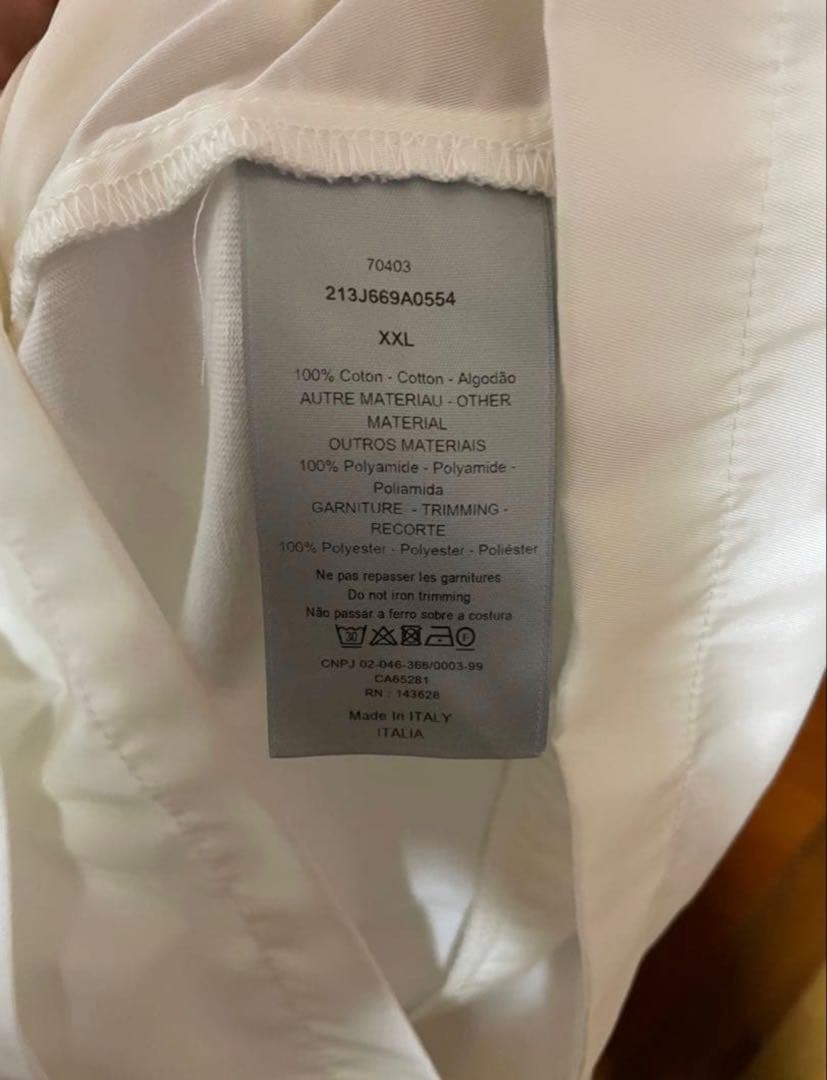 70403
213J669A0554
XXL
100% Coton - Cotton - Algodão
AUTRE MATERIAU - OTHER
MATERIAL
OUTROS MATERIAIS
100% Polyamide - Polyamide -
Poliamida
GARNITURE - TRIMMING -
RECORTE
100% Polyester - Polyester - Poliéster
Ne pas repasser les garnitures
Do not iron trimming
Não passar a ferro sobre a costura
30 F
CNPJ 02-046-366/0003-99
CA65281
RN : 143628
Made In ITALY
ITALIA